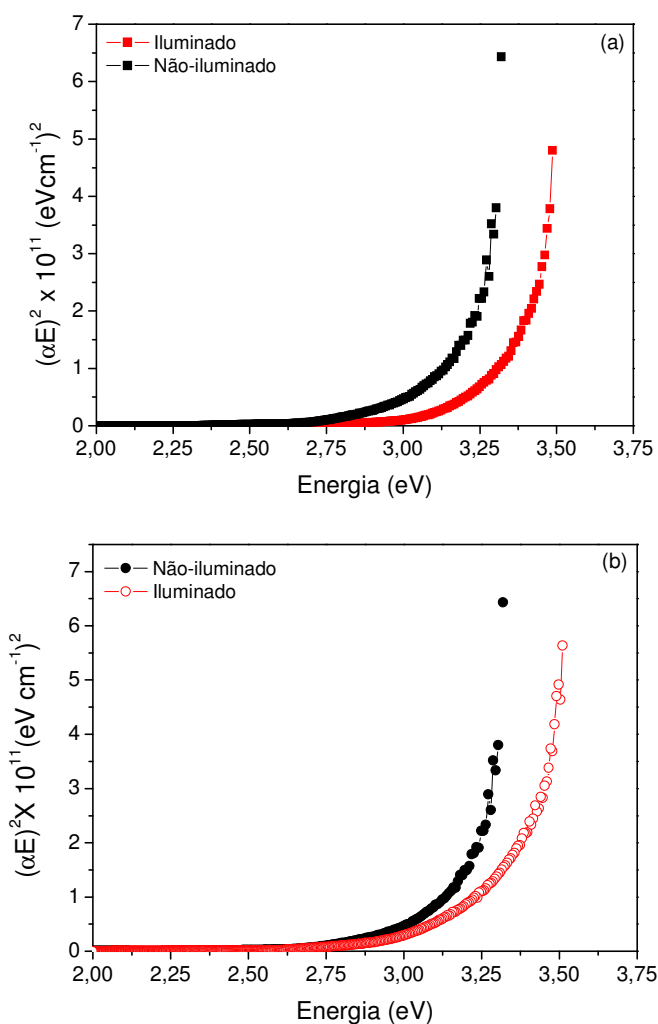 (a)
Iluminado
Não-iluminado
(αE)² x 10¹¹ (eVcm⁻¹)²
7
6
5
4
3
2
1
0
2,00 2,25 2,50 2,75 3,00 3,25 3,50 3,75
Energia (eV)
(b)
Não-iluminado
Iluminado
(αE)²X 10¹¹(eV cm⁻¹)²
7
6
5
4
3
2
1
0
2,00 2,25 2,50 2,75 3,00 3,25 3,50 3,75
Energia (eV)